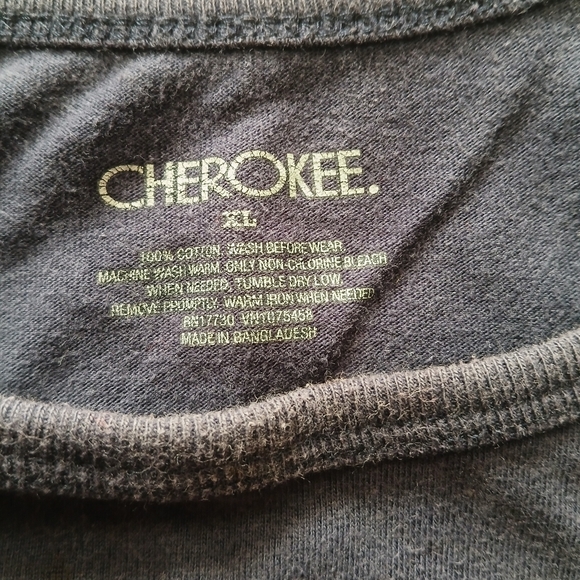 CHEROKEE.
XL
100% COTTON. WASH BEFORE WEAR
MACHINE WASH WARM. ONLY NON-CHLORINE BLEACH
WHEN NEEDED. TUMBLE DRY LOW.
REMOVE PROMPTLY. WARM IRON WHEN NEEDED
RN17730 VN1075458
MADE IN BANGLADESH